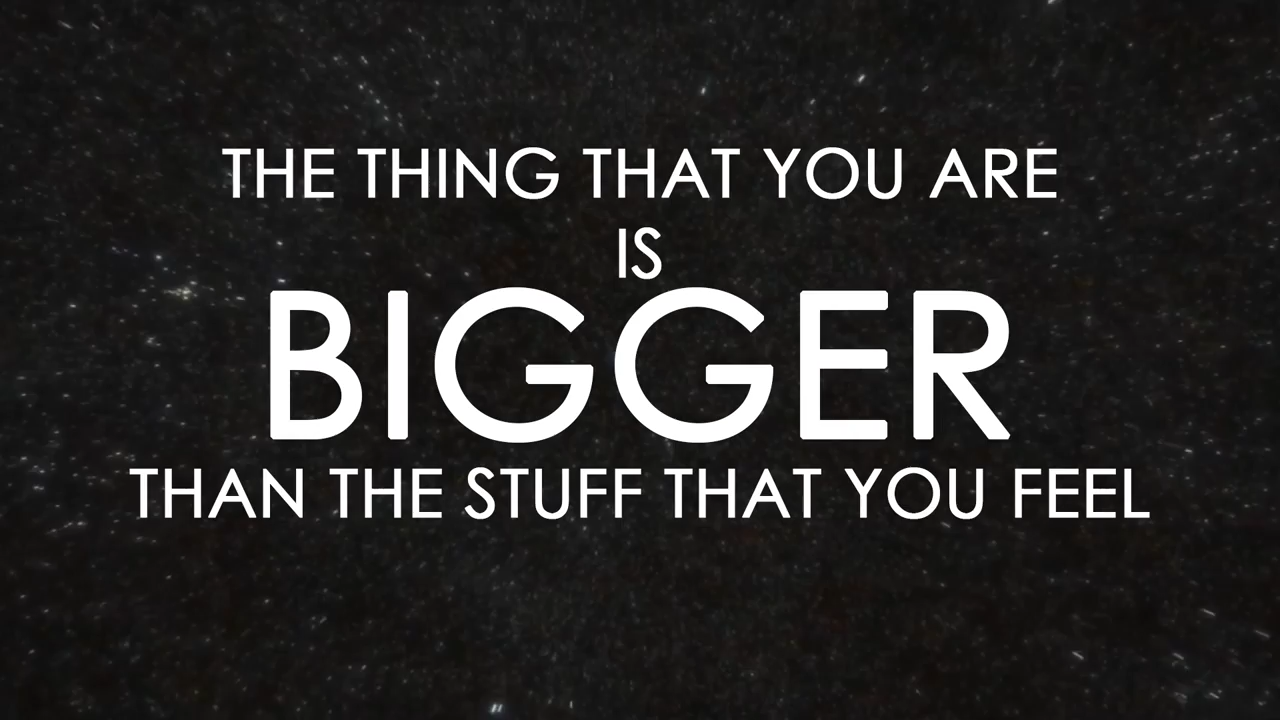 THE THING THAT YOU ARE
IS
BIGGER
THAN THE STUFF THAT YOU FEEL